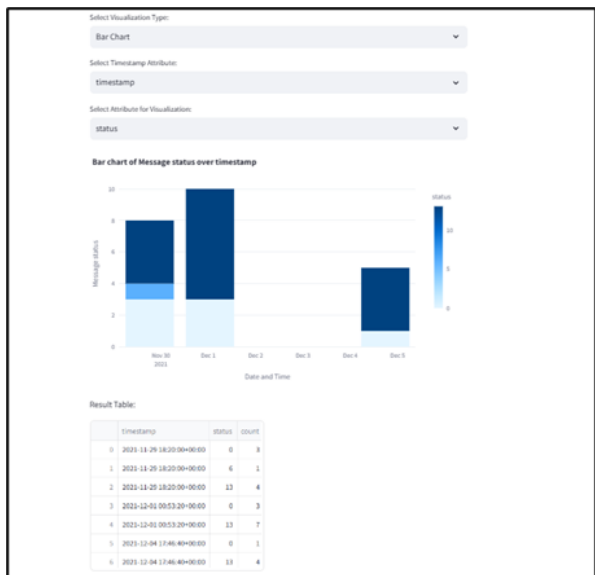 Select Visualization Type:
Bar Chart
Select Timestamp Attribute:
timestamp
Select Attribute for Visualization:
status
Bar chart of Message status over timestamp
status
10
8
6
4
2
0
Message status
10
5
0
Nov 30
2021
Dec 1
Dec 2
Dec 3
Dec 4
Dec 5
Date and Time
Result Table:
timestamp status count
0 2021-11-29 18:20:00+00:00 0 3
1 2021-11-29 18:20:00+00:00 6 1
2 2021-11-29 18:20:00+00:00 13 4
3 2021-12-01 00:53:20+00:00 0 3
4 2021-12-01 00:53:20+00:00 13 7
5 2021-12-04 17:46:40+00:00 0 1
6 2021-12-04 17:46:40+00:00 13 4